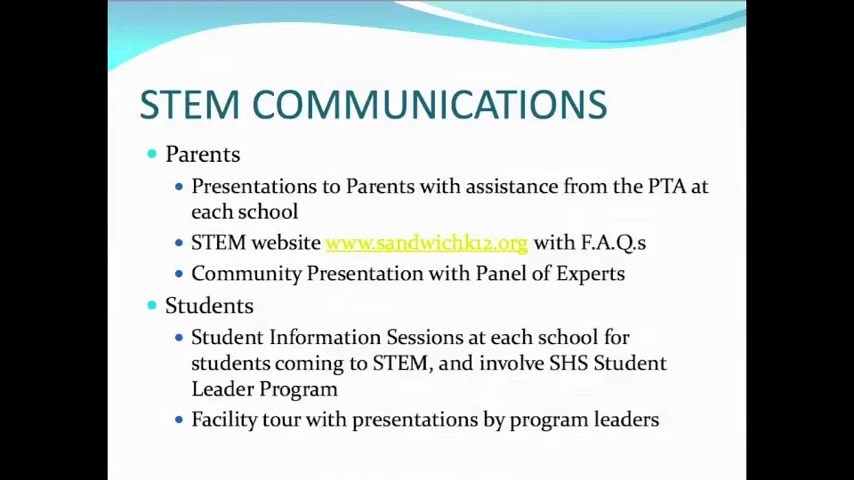 STEM COMMUNICATIONS
Parents
Presentations to Parents with assistance from the PTA at
each school
STEM website www.sandwichk12.org with F.A.Q.s
Community Presentation with Panel of Experts
Students
Student Information Sessions at each school for
students coming to STEM, and involve SHS Student
Leader Program
Facility tour with presentations by program leaders